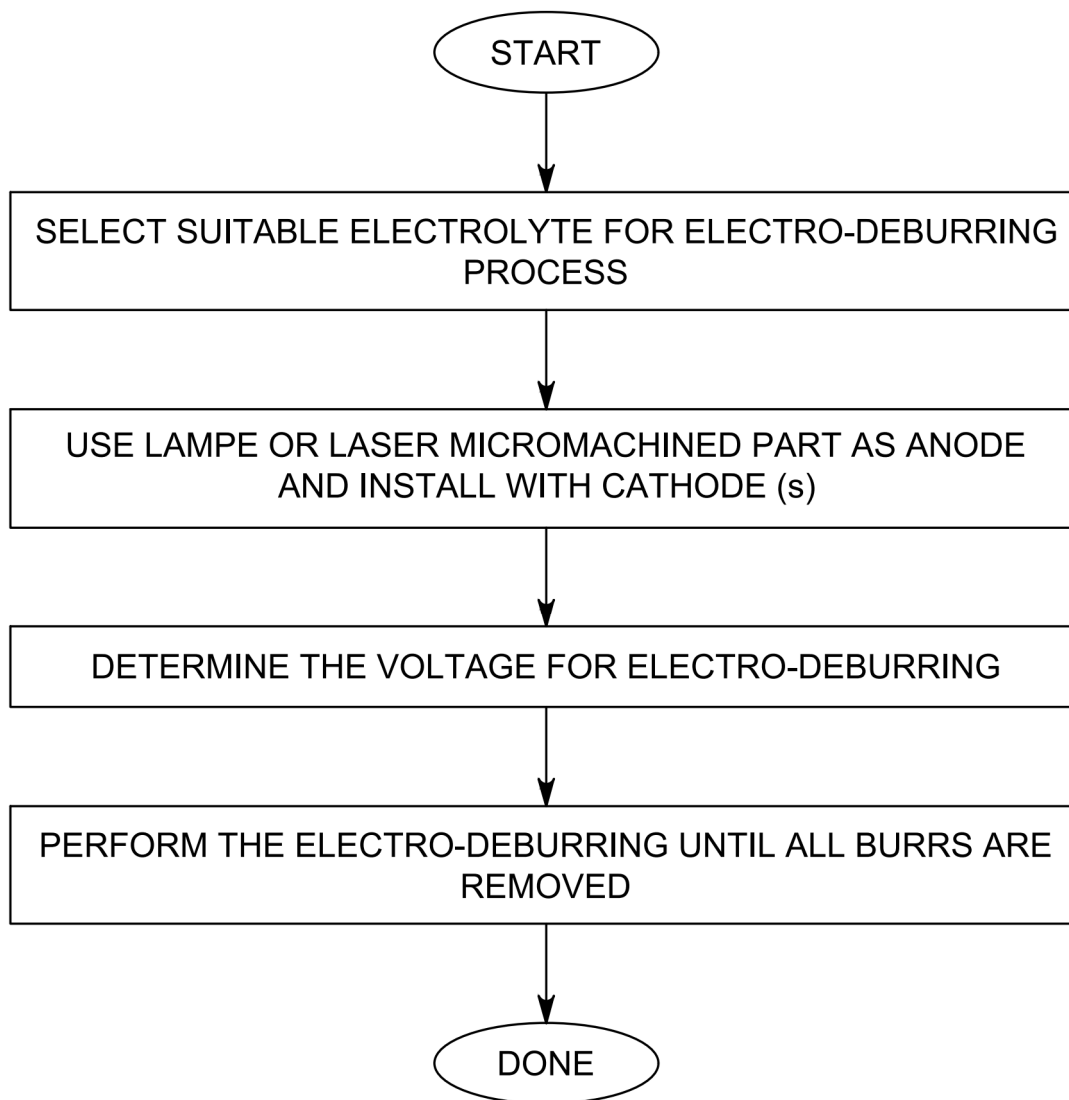 START
SELECT SUITABLE ELECTROLYTE FOR ELECTRO-DEBURRING
PROCESS
USE LAMPE OR LASER MICROMACHINED PART AS ANODE
AND INSTALL WITH CATHODE (s)
DETERMINE THE VOLTAGE FOR ELECTRO-DEBURRING
PERFORM THE ELECTRO-DEBURRING UNTIL ALL BURRS ARE
REMOVED
DONE